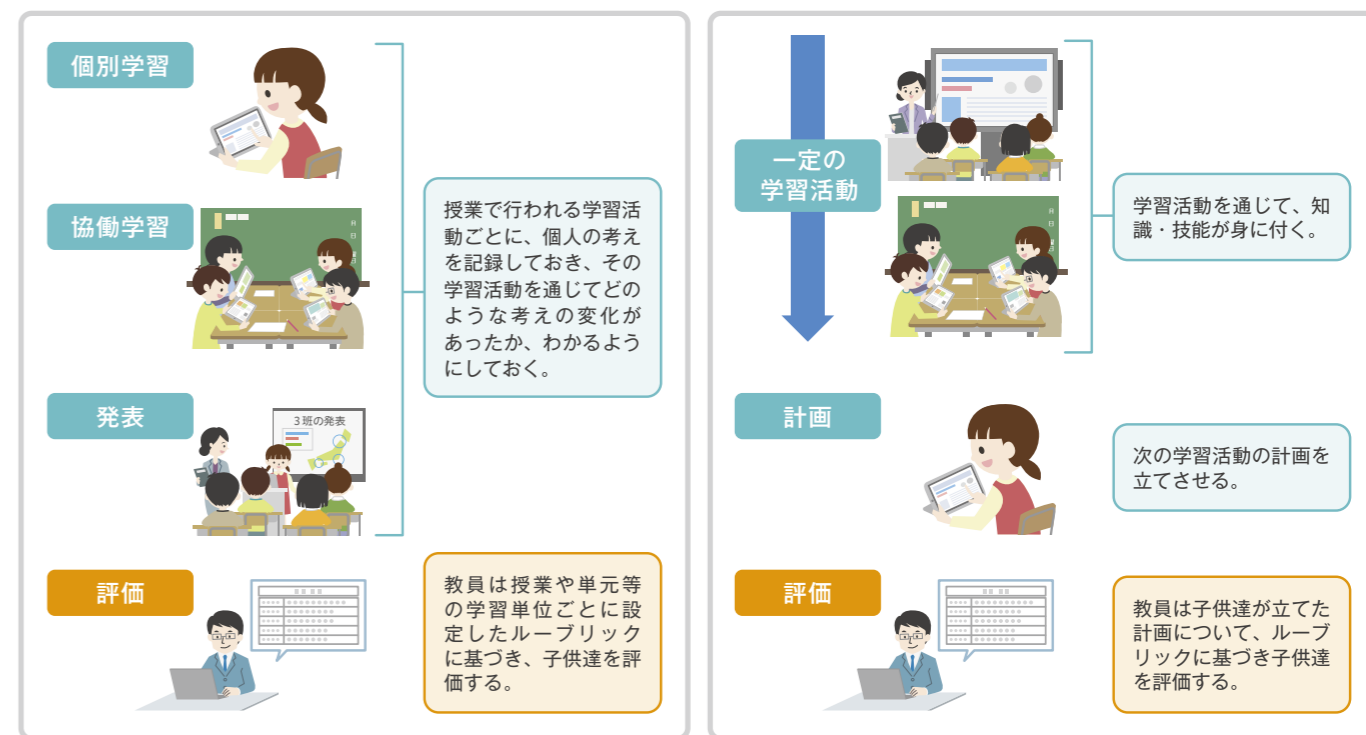 個別学習
協働学習
授業で行われる学習活
動ごとに、個人の考え
を記録しておき、その
学習活動を通じてどの
ような考えの変化が
あったか、わかるよう
にしておく。
発表
3班の発表
評価
教員は授業や単元等
の学習単位ごとに設
定したルーブリック
に基づき、子供達を評
価する。
一定の
学習活動
学習活動を通じて、知
識・技能が身に付く。
計画
次の学習活動の計画を
立てさせる。
評価
教員は子供達が立てた
計画について、ルーブ
リックに基づき子供達
を評価する。